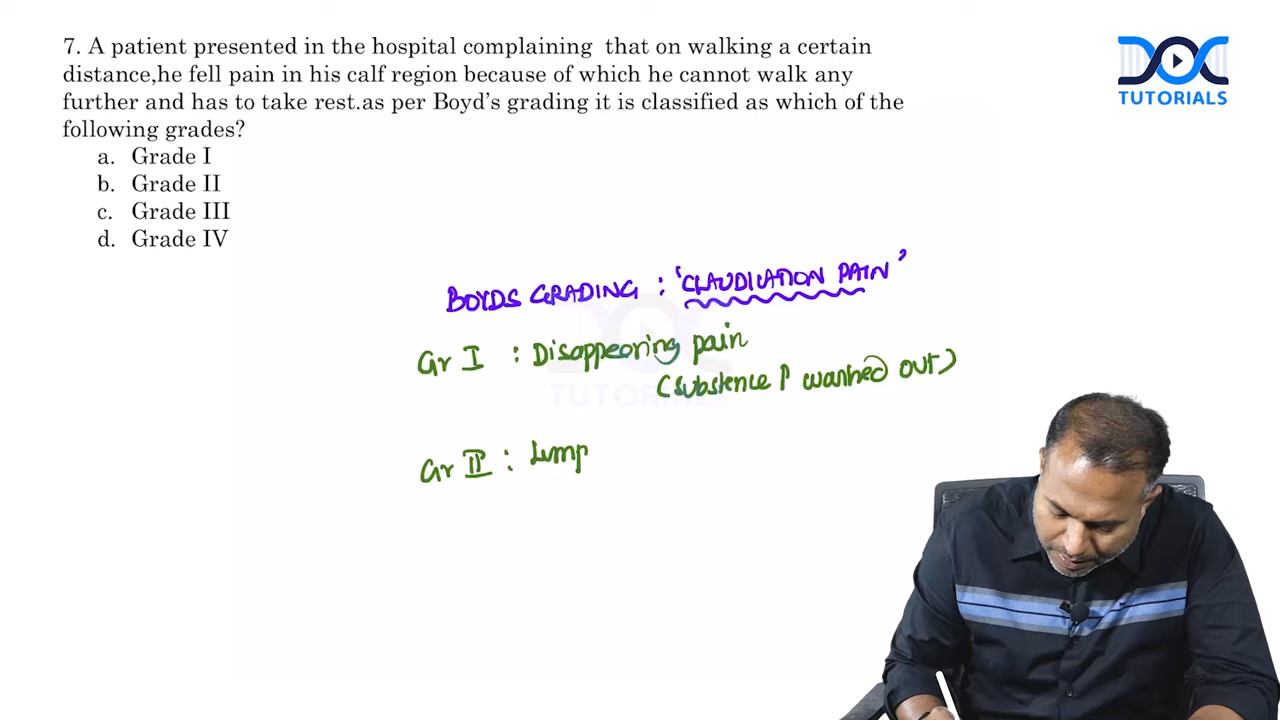 7. A patient presented in the hospital complaining that on walking a certain
distance,he fell pain in his calf region because of which he cannot walk any
further and has to take rest.as per Boyd's grading it is classified as which of the
following grades?
a. Grade I
b. Grade II
c. Grade III
d. Grade IV
TUTORIALS
BOYDS GRADING : 'CLAUDICATION PAIN'
Gr I : Disappearing pain
(Substence P washed out)
TUTORIALS
Gr II : Limp